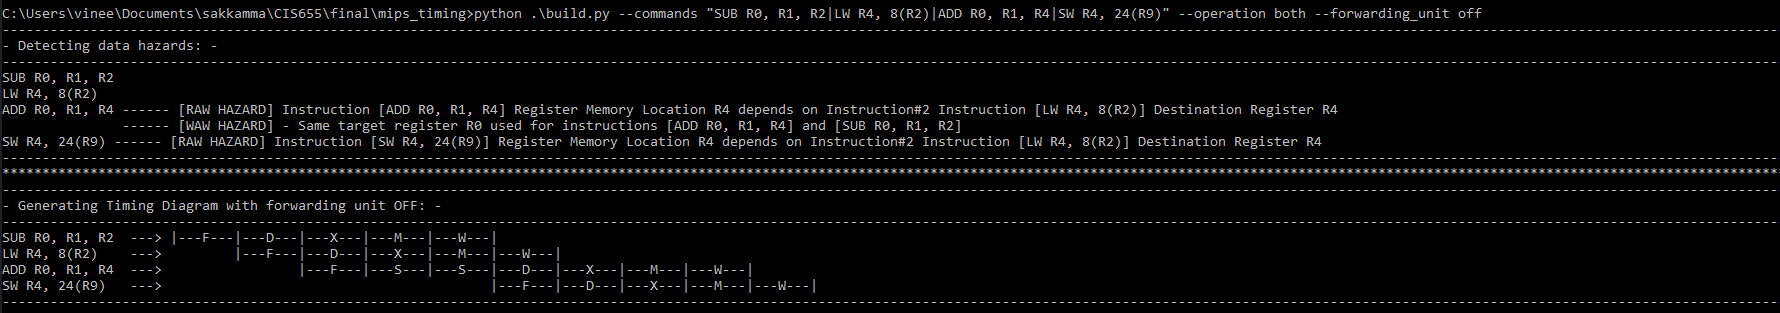 C:\Users\vinee\Documents\sakkamma\CIS655\final\mips_timing>python .\build.py --commands "SUB R0, R1, R2|LW R4, 8(R2)|ADD R0, R1, R4|SW R4, 24(R9)" --operation both --forwarding_unit off
- Detecting data hazards: -
SUB R0, R1, R2
LW R4, 8(R2)
ADD R0, R1, R4 ------ [RAW HAZARD] Instruction [ADD R0, R1, R4] Register Memory Location R4 depends on Instruction#2 Instruction [LW R4, 8(R2)] Destination Register R4
------ [WAW HAZARD] - Same target register R0 used for instructions [ADD R0, R1, R4] and [SUB R0, R1, R2]
SW R4, 24(R9) ------ [RAW HAZARD] Instruction [SW R4, 24(R9)] Register Memory Location R4 depends on Instruction#2 Instruction [LW R4, 8(R2)] Destination Register R4
- Generating Timing Diagram with forwarding unit OFF: -
SUB R0, R1, R2  ---> |---F---|---D---|---X---|---M---|---W---|
LW R4, 8(R2)    --->         |---F---|---D---|---X---|---M---|---W---|
ADD R0, R1, R4  --->                 |---F---|---S---|---S---|---D---|---X---|---M---|---W---|
SW R4, 24(R9)   --->                                         |---F---|---D---|---X---|---M---|---W---|